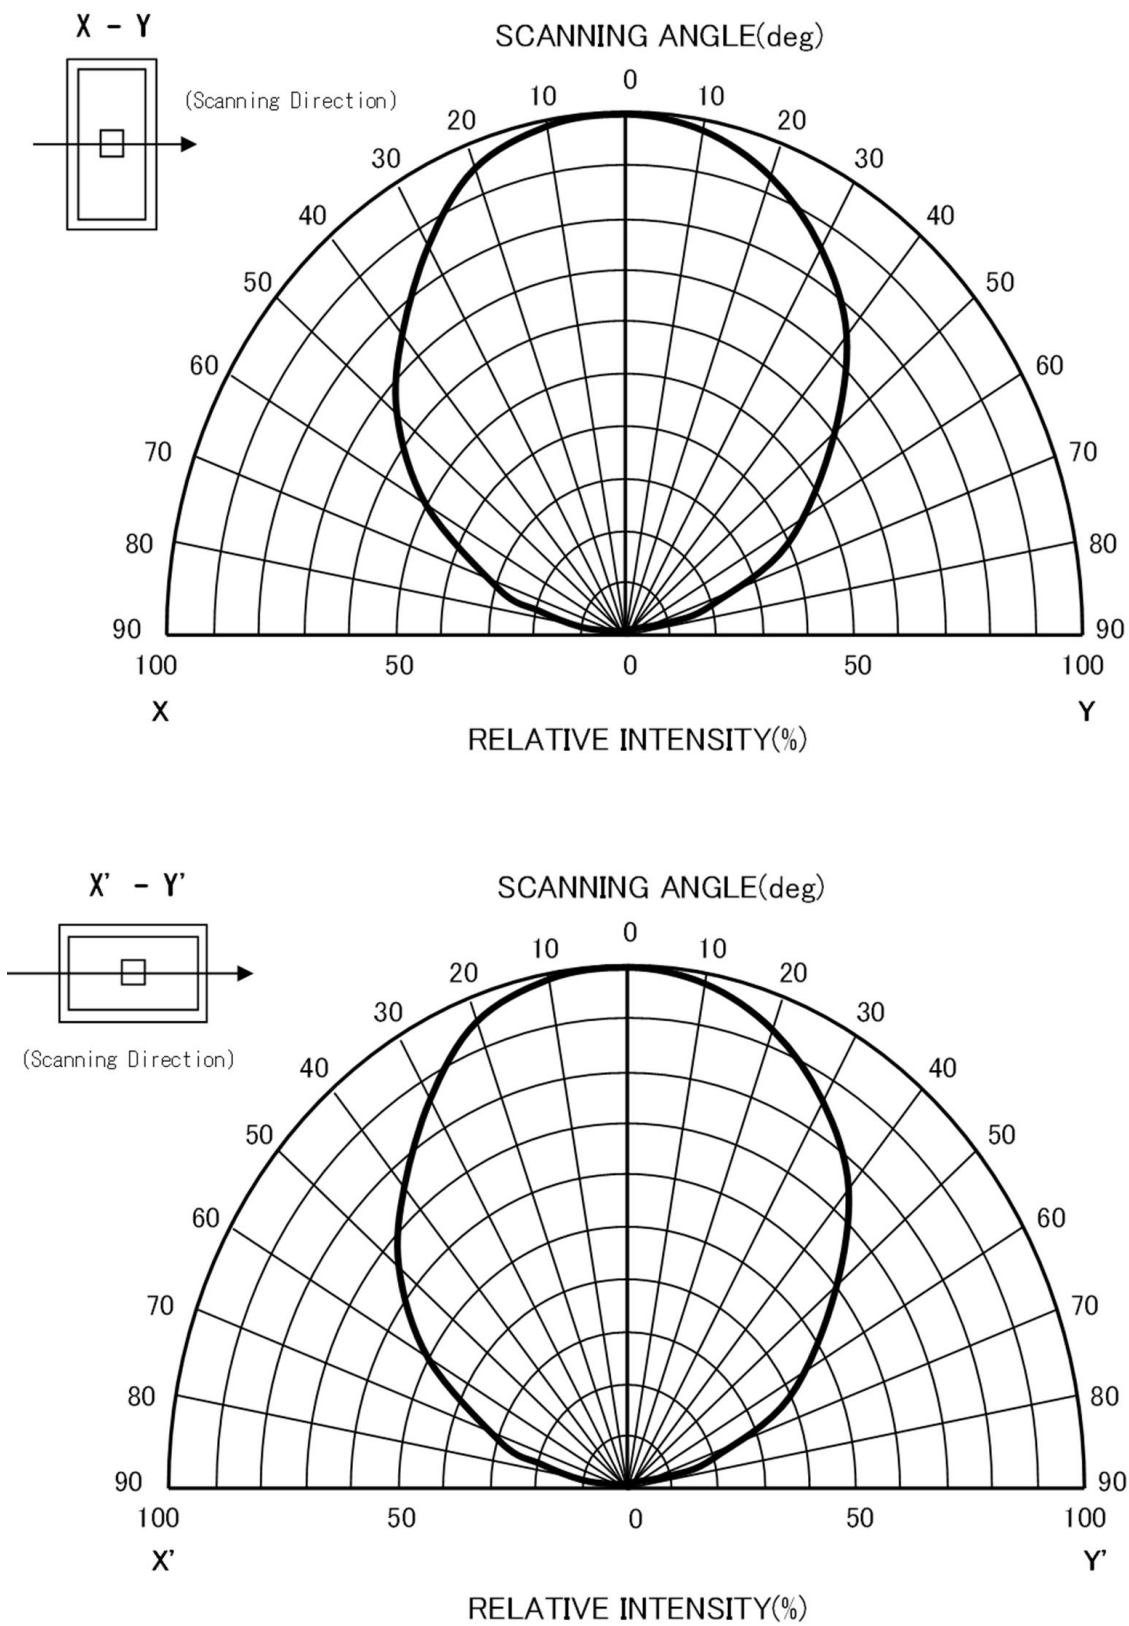 X - Y
SCANNING ANGLE(deg)
(Scanning Direction)
0
10 10
20 20
30 30
40 40
50 50
60 60
70 70
80 80
90 90
100 50 0 50 100
X Y
RELATIVE INTENSITY(%)
X' - Y'
SCANNING ANGLE(deg)
0
10 10
20 20
30 30
(Scanning Direction)
40 40
50 50
60 60
70 70
80 80
90 90
100 50 0 50 100
X' Y'
RELATIVE INTENSITY(%)